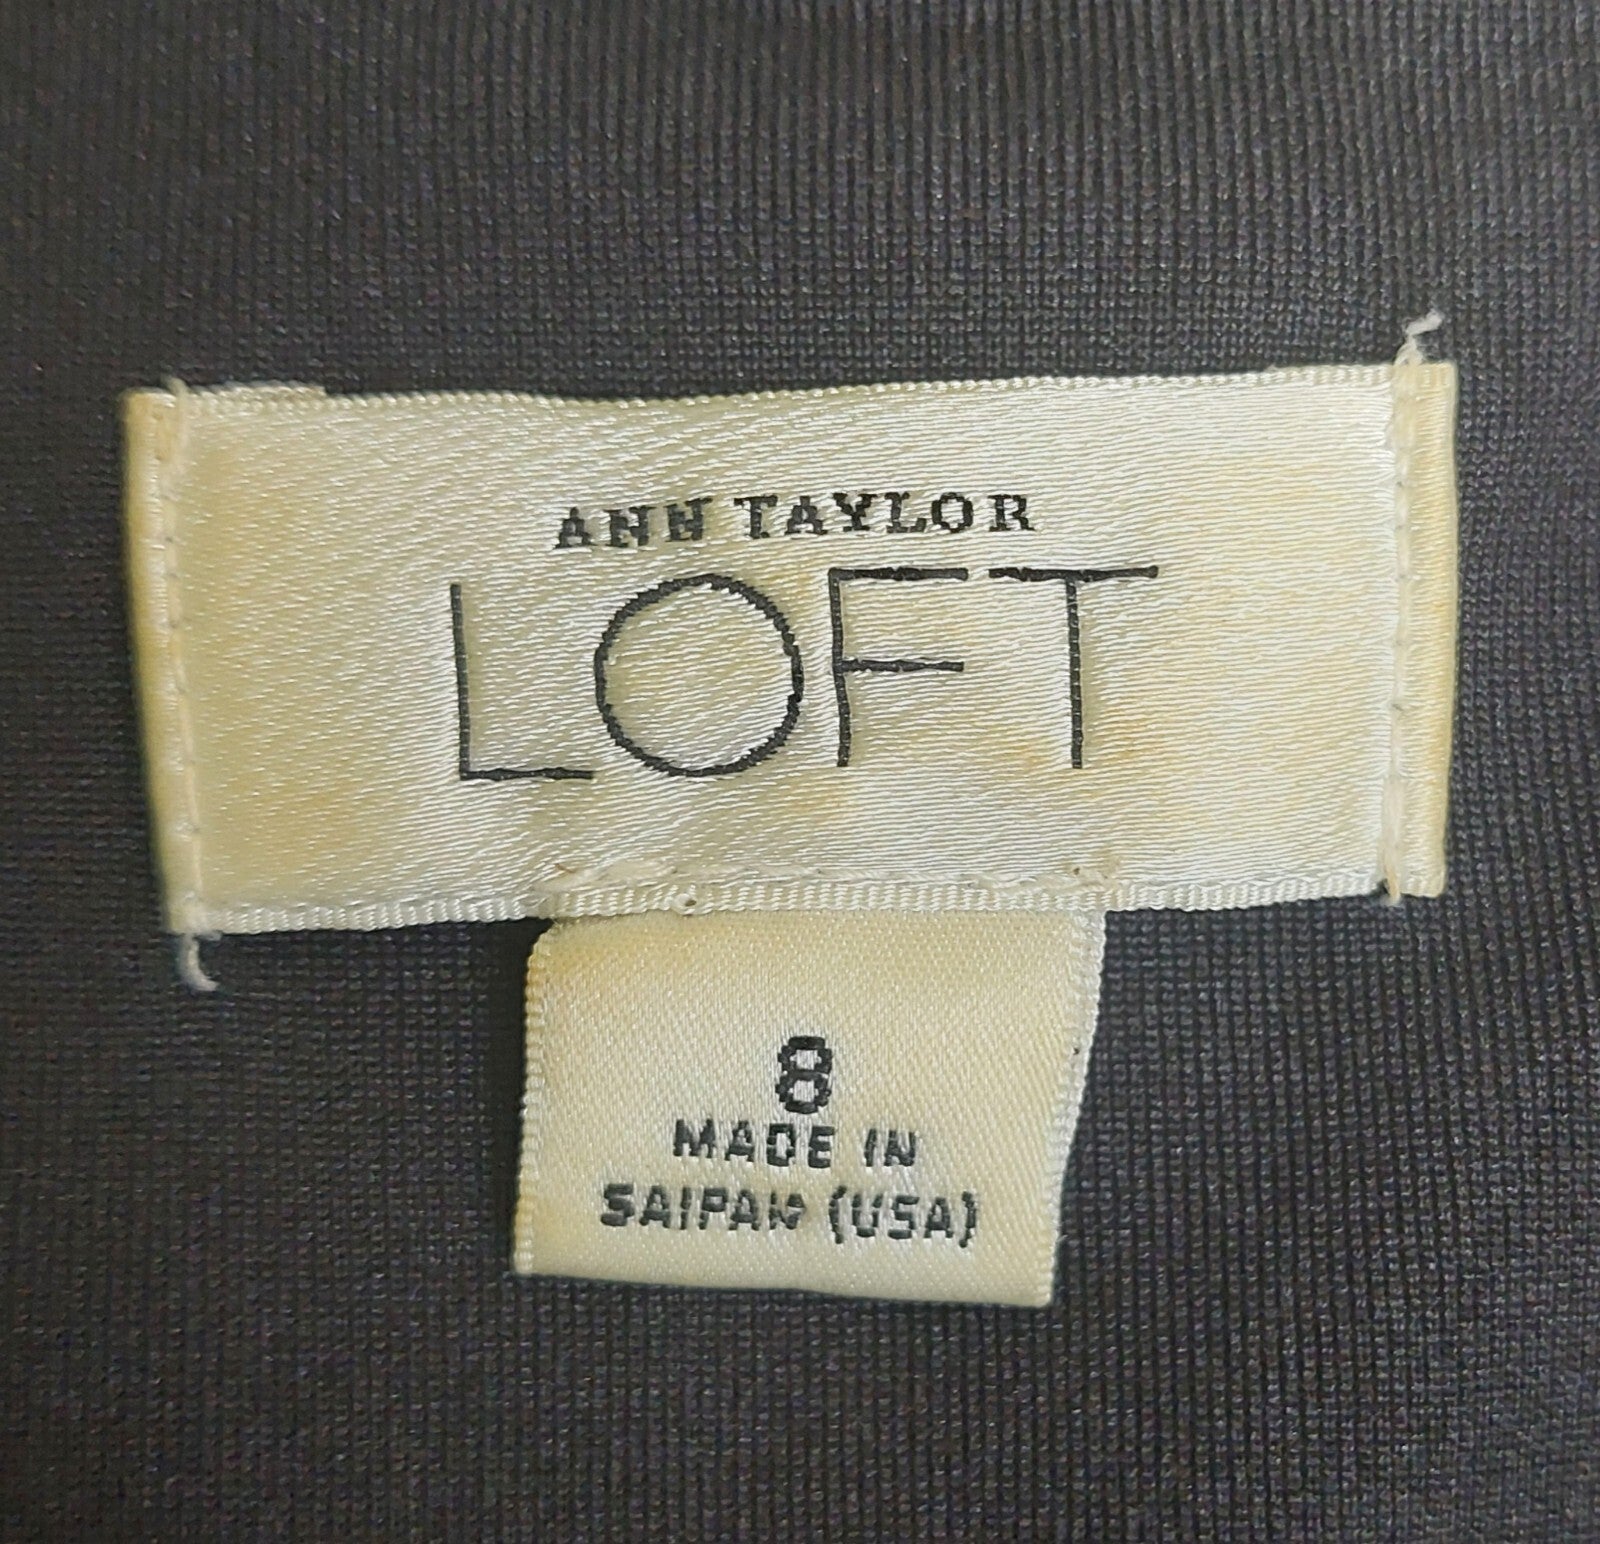 ANN TAYLOR
LOFT
8
MADE IN
SAIPAN (USA)